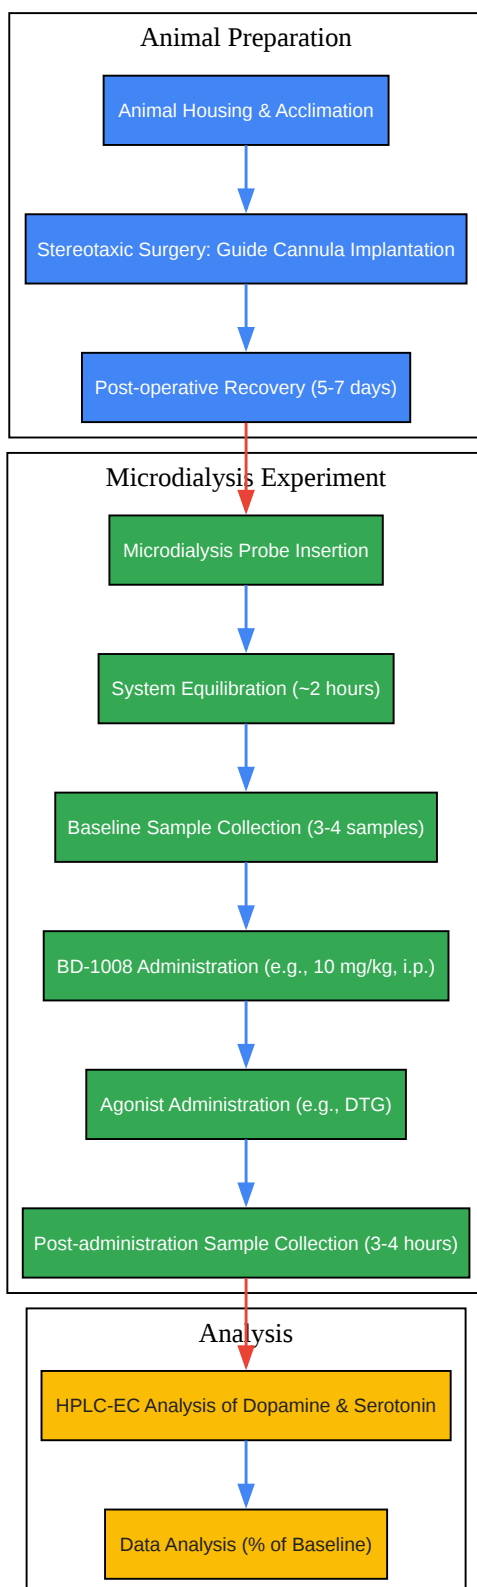 Animal Preparation
Animal Housing & Acclimation
Stereotaxic Surgery: Guide Cannula Implantation
Post-operative Recovery (5-7 days)
Microdialysis Experiment
Microdialysis Probe Insertion
System Equilibration (~2 hours)
Baseline Sample Collection (3-4 samples)
BD-1008 Administration (e.g., 10 mg/kg, i.p.)
Agonist Administration (e.g., DTG)
Post-administration Sample Collection (3-4 hours)
Analysis
HPLC-EC Analysis of Dopamine & Serotonin
Data Analysis (% of Baseline)